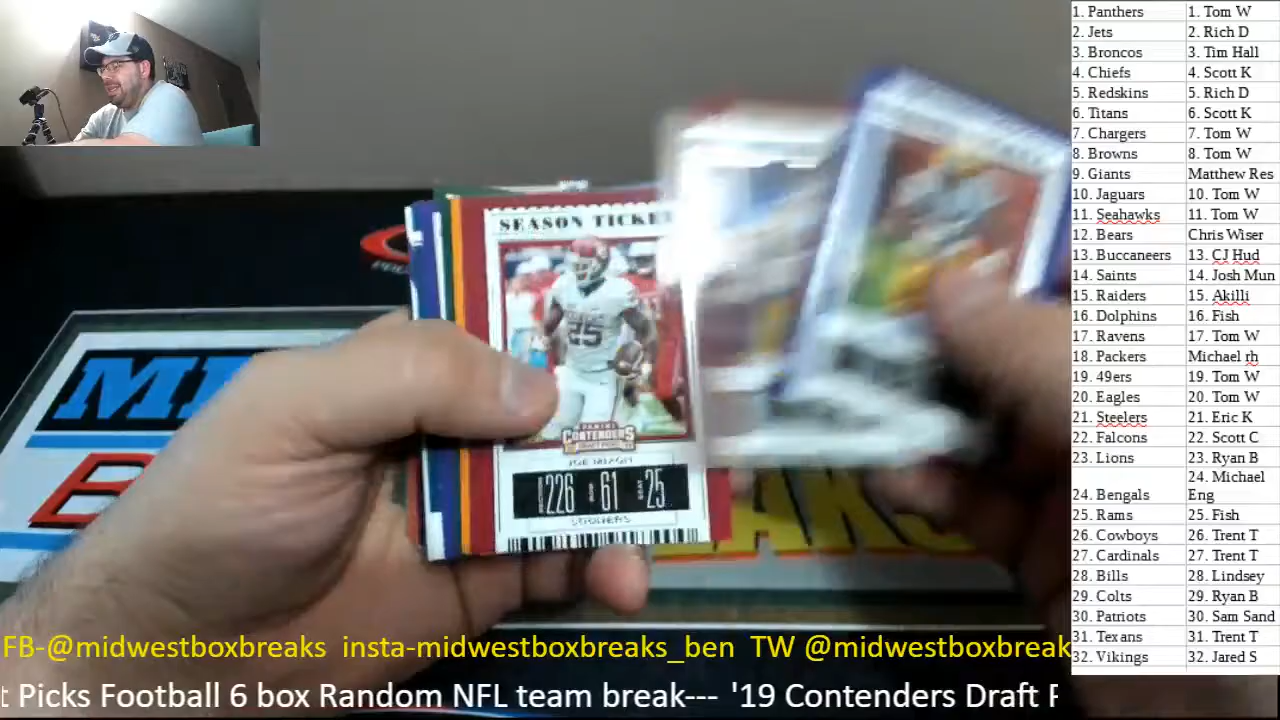 1. Panthers 1. Tom W
2. Jets 2. Rich D
3. Broncos 3. Tim Hall
4. Chiefs 4. Scott K
5. Redskins 5. Rich D
6. Titans 6. Scott K
7. Chargers 7. Tom W
8. Browns 8. Tom W
9. Giants Matthew Res
10. Jaguars 10. Tom W
11. Seahawks 11. Tom W
12. Bears Chris Wiser
13. Buccaneers 13. CJ Hud
14. Saints 14. Josh Mun
15. Raiders 15. Akilli
16. Dolphins 16. Fish
17. Ravens 17. Tom W
18. Packers Michael rh
19. 49ers 19. Tom W
20. Eagles 20. Tom W
21. Steelers 21. Eric K
22. Falcons 22. Scott C
23. Lions 23. Ryan B
24. Bengals 24. Michael Eng
25. Rams 25. Fish
26. Cowboys 26. Trent T
27. Cardinals 27. Trent T
28. Bills 28. Lindsey
29. Colts 29. Ryan B
30. Patriots 30. Sam Sand
31. Texans 31. Trent T
32. Vikings 32. Jared S
SEASON TICKE
25
PANINI
CONTENDERS
DRAFT PICKS
JOE MIXON
226 61 25
SOONERS
FB-@midwestboxbreaks insta-midwestboxbreaks_ben TW @midwestboxbreak
t Picks Football 6 box Random NFL team break--- '19 Contenders Draft P